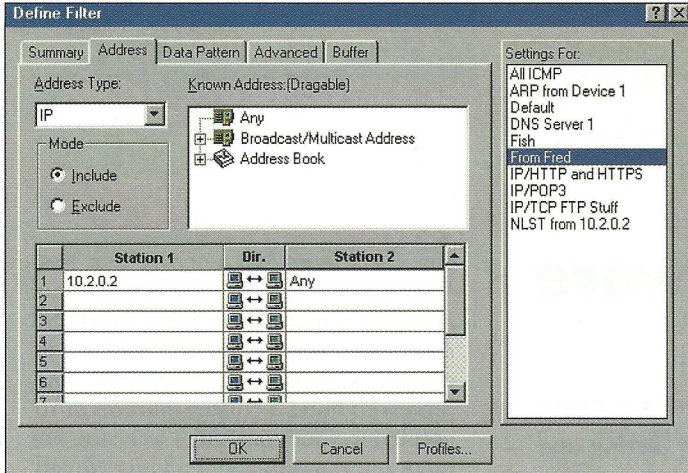 Define Filter
Summary Address Data Pattern Advanced Buffer
Address Type:
IP
Mode
Include
Exclude
Known Address:(Dragable)
Any
Broadcast/Multicast Address
Address Book
Station 1 Dir. Station 2
1 10.2.0.2 Any
2
3
4
5
6
7
Settings For:
All ICMP
ARP from Device 1
Default
DNS Server 1
Fish
From Fred
IP/HTTP and HTTPS
IP/POP3
IP/TCP FTP Stuff
NLST from 10.2.0.2
OK Cancel Profiles...